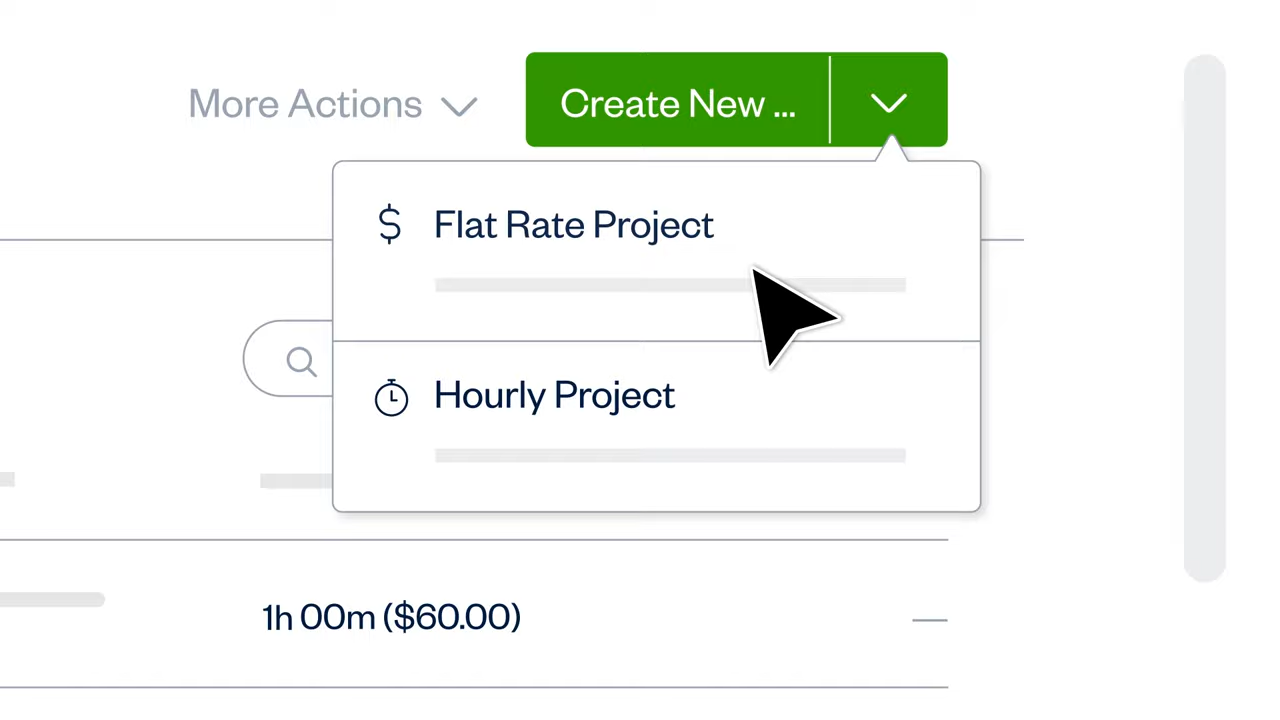 More Actions
Create New ...
$ Flat Rate Project
Hourly Project
1h 00m ($60.00)
—